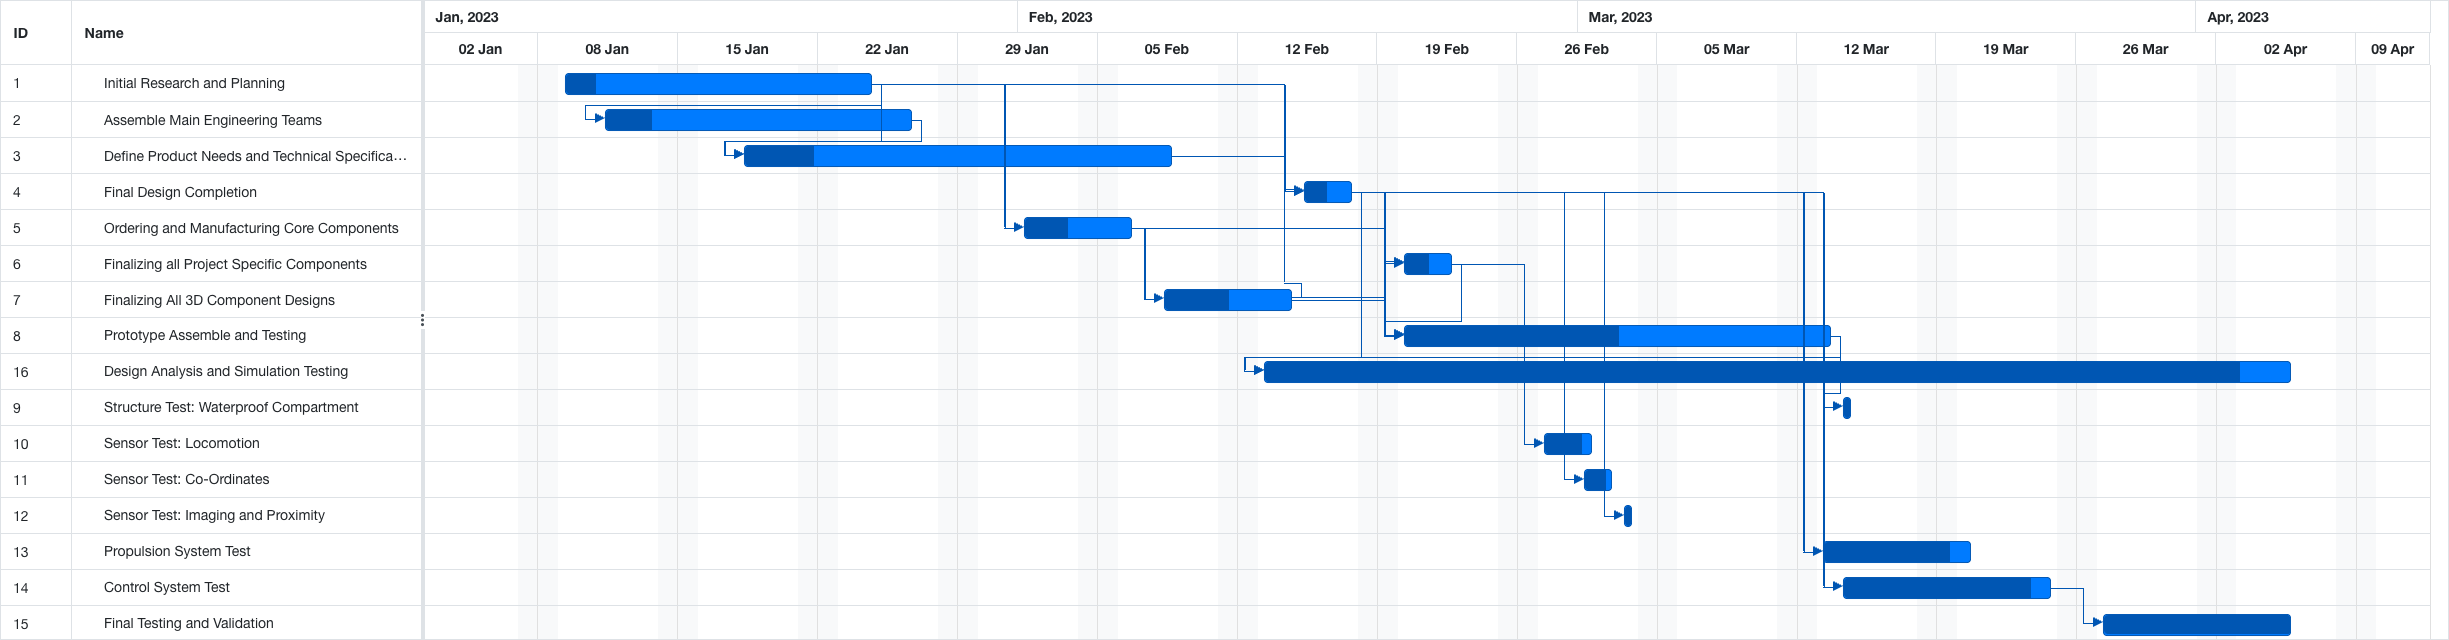 Jan, 2023 Feb, 2023 Mar, 2023 Apr, 2023
ID Name
02 Jan 08 Jan 15 Jan 22 Jan 29 Jan 05 Feb 12 Feb 19 Feb 26 Feb 05 Mar 12 Mar 19 Mar 26 Mar 02 Apr 09 Apr
1 Initial Research and Planning
2 Assemble Main Engineering Teams
3 Define Product Needs and Technical Specifica...
4 Final Design Completion
5 Ordering and Manufacturing Core Components
6 Finalizing all Project Specific Components
7 Finalizing All 3D Component Designs
8 Prototype Assemble and Testing
16 Design Analysis and Simulation Testing
9 Structure Test: Waterproof Compartment
10 Sensor Test: Locomotion
11 Sensor Test: Co-Ordinates
12 Sensor Test: Imaging and Proximity
13 Propulsion System Test
14 Control System Test
15 Final Testing and Validation